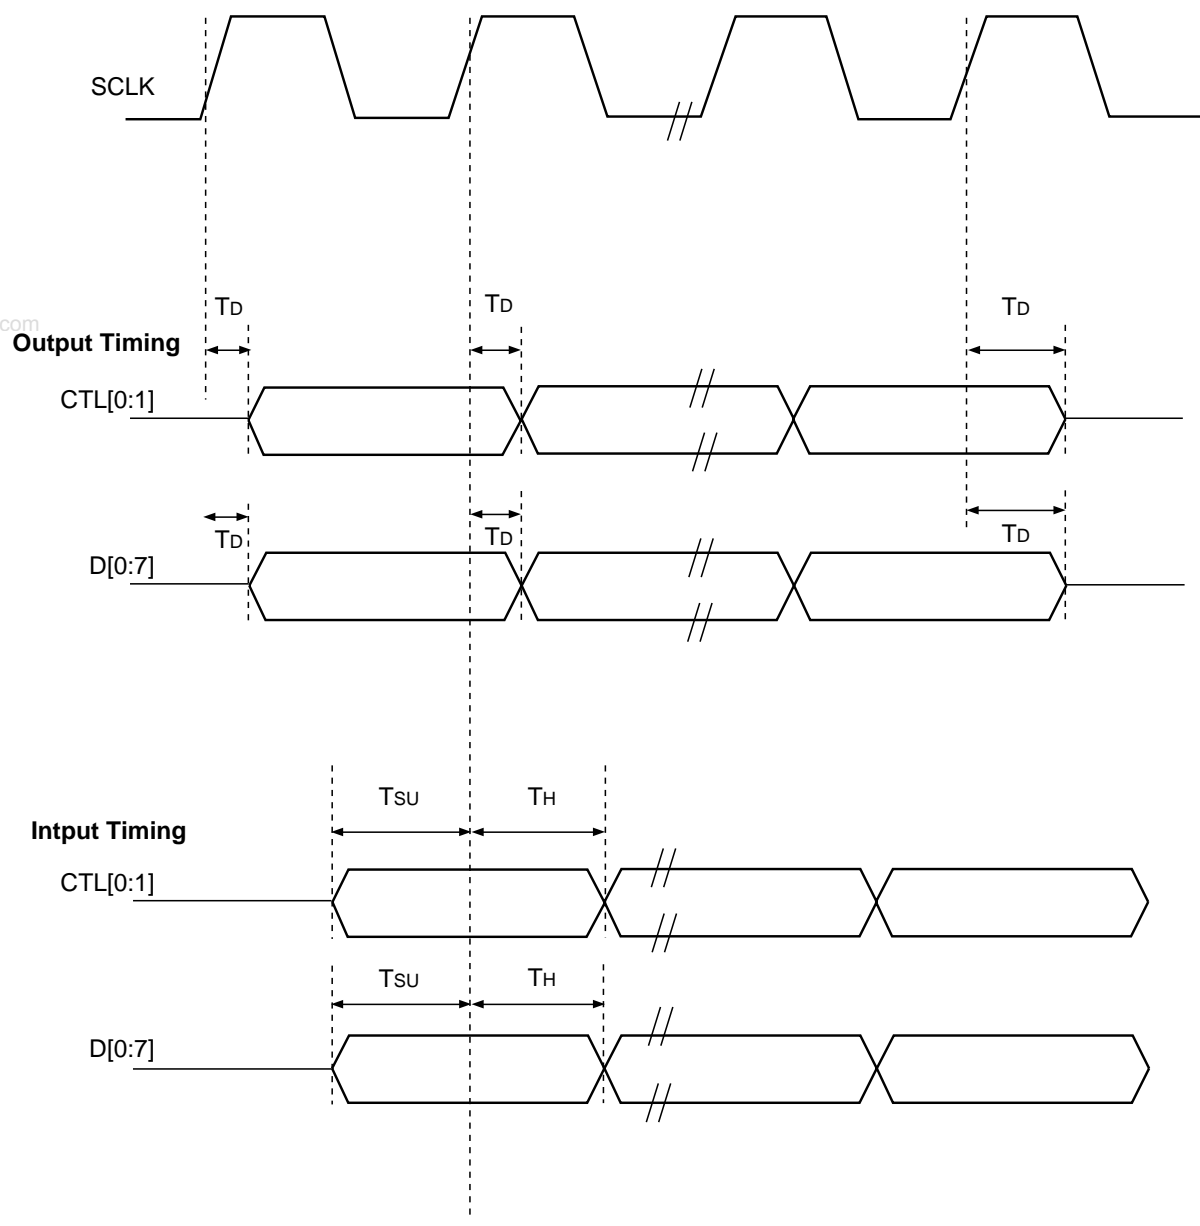 SCLK
TD
TD
TD
com
Output Timing
CTL[0:1]
TD
TD
TD
D[0:7]
TSU
TH
Intput Timing
CTL[0:1]
TSU
TH
D[0:7]